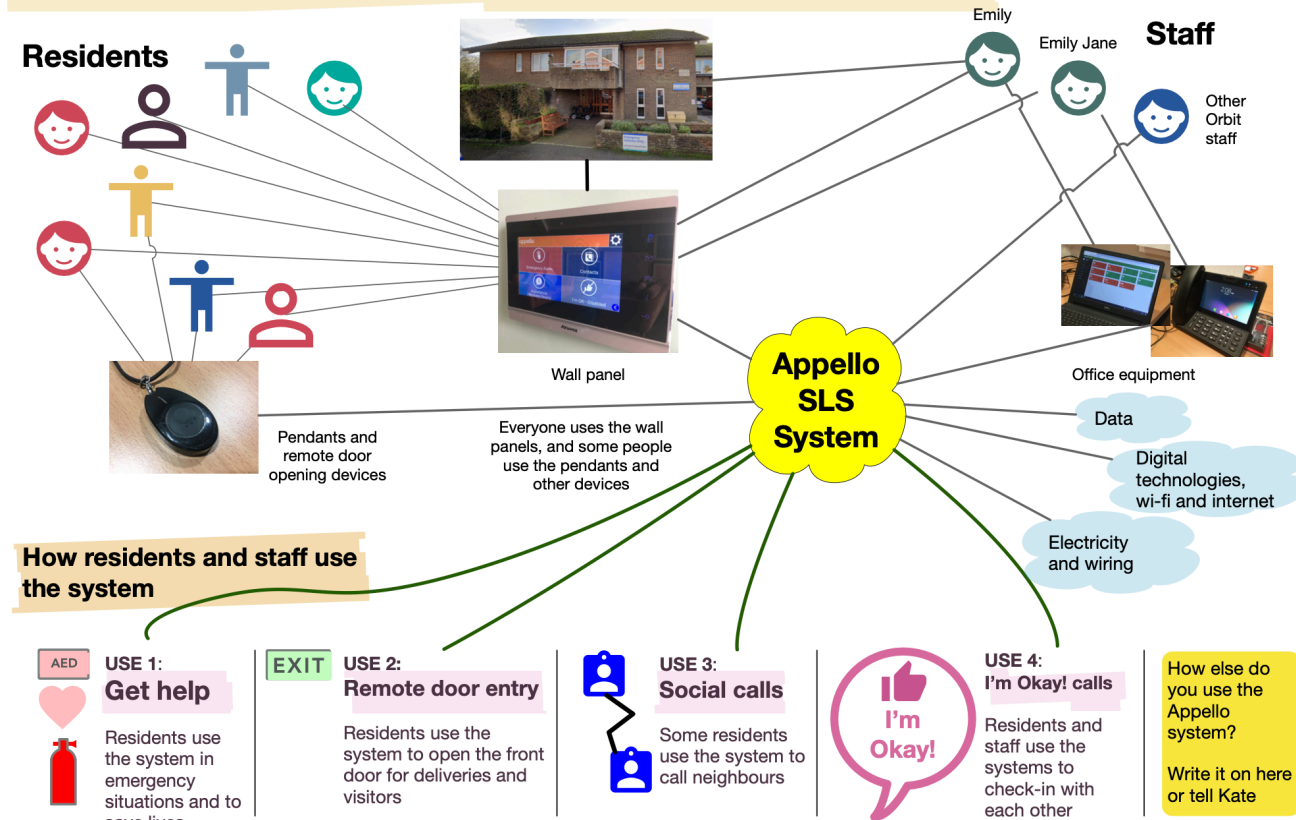 Emily
Staff
Residents
Emily Jane
Other
Orbit
staff
appello
Contacts
Wall panel
Office equipment
Appello
SLS
System
Data
Pendants and
remote door
opening devices
Everyone uses the wall
panels, and some people
use the pendants and
other devices
Digital
technologies,
wi-fi and internet
Electricity
and wiring
How residents and staff use
the system
AED
USE 1:
Get help
Residents use
the system in
emergency
situations and to
save lives
EXIT
USE 2:
Remote door entry
Residents use the
system to open the front
door for deliveries and
visitors
USE 3:
Social calls
Some residents
use the system to
call neighbours
I'm
Okay!
USE 4:
I'm Okay! calls
Residents and
staff use the
systems to
check-in with
each other
How else do
you use the
Appello
system?
Write it on here
or tell Kate